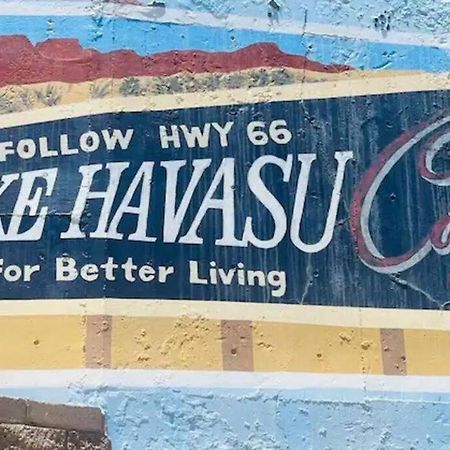 FOLLOW HWY 66
KE HAVASU C
for Better Living